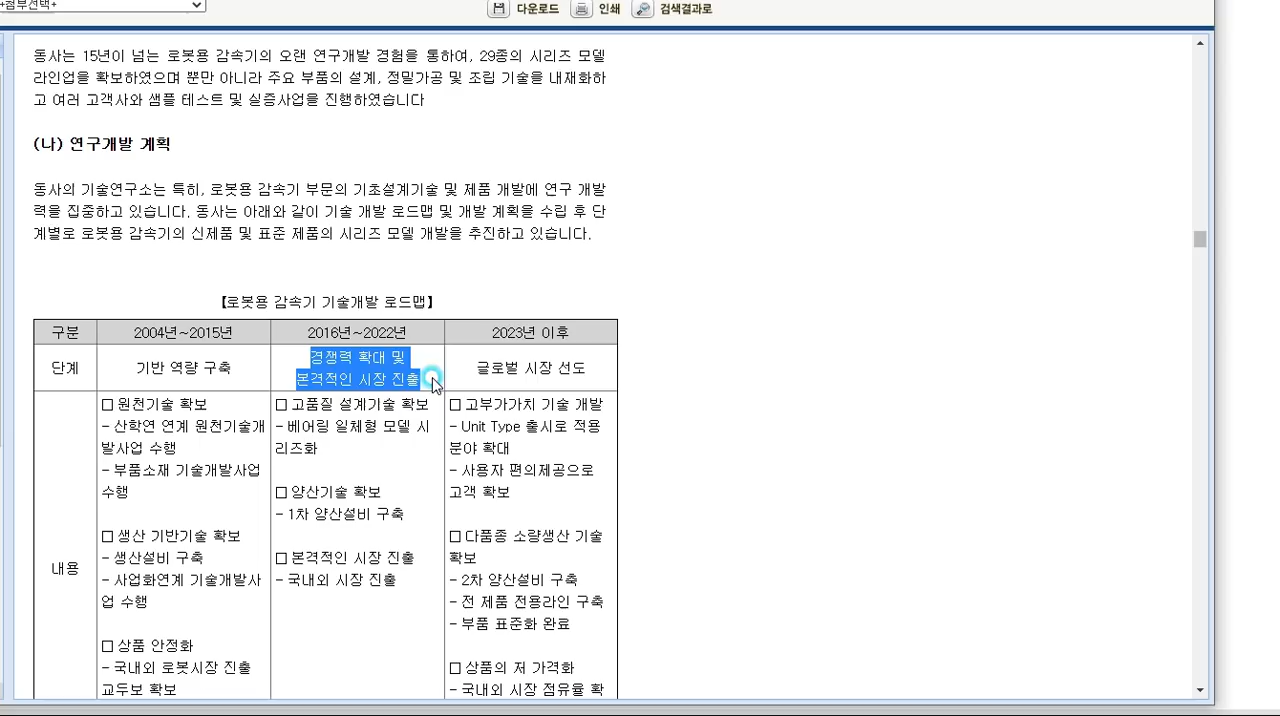 +첨부선택+
다운로드 인쇄 검색결과로
동사는 15년이 넘는 로봇용 감속기의 오랜 연구개발 경험을 통하여, 29종의 시리즈 모델
라인업을 확보하였으며 뿐만 아니라 주요 부품의 설계, 정밀가공 및 조립 기술을 내재화하
고 여러 고객사와 샘플 테스트 및 실증사업을 진행하였습니다
(나) 연구개발 계획
동사의 기술연구소는 특히, 로봇용 감속기 부문의 기초설계기술 및 제품 개발에 연구 개발
력을 집중하고 있습니다. 동사는 아래와 같이 기술 개발 로드맵 및 개발 계획을 수립 후 단
계별로 로봇용 감속기의 신제품 및 표준 제품의 시리즈 모델 개발을 추진하고 있습니다.
【로봇용 감속기 기술개발 로드맵】
구분 2004년~2015년 2016년~2022년 2023년 이후
단계
기반 역량 구축
경쟁력 확대 및
본격적인 시장 진출
글로벌 시장 선도
내용
□ 원천기술 확보
- 산학연 연계 원천기술개
발사업 수행
- 부품소재 기술개발사업
수행
□ 생산 기반기술 확보
- 생산설비 구축
- 사업화연계 기술개발사
업 수행
□ 상품 안정화
- 국내외 로봇시장 진출
교두보 확보
□ 고품질 설계기술 확보
- 베어링 일체형 모델 시
리즈화
□ 양산기술 확보
- 1차 양산설비 구축
□ 본격적인 시장 진출
- 국내외 시장 진출
□ 고부가가치 기술 개발
- Unit Type 출시로 적용
분야 확대
- 사용자 편의제공으로
고객 확보
□ 다품종 소량생산 기술
확보
- 2차 양산설비 구축
- 전 제품 전용라인 구축
- 부품 표준화 완료
□ 상품의 저 가격화
- 국내외 시장 점유율 확